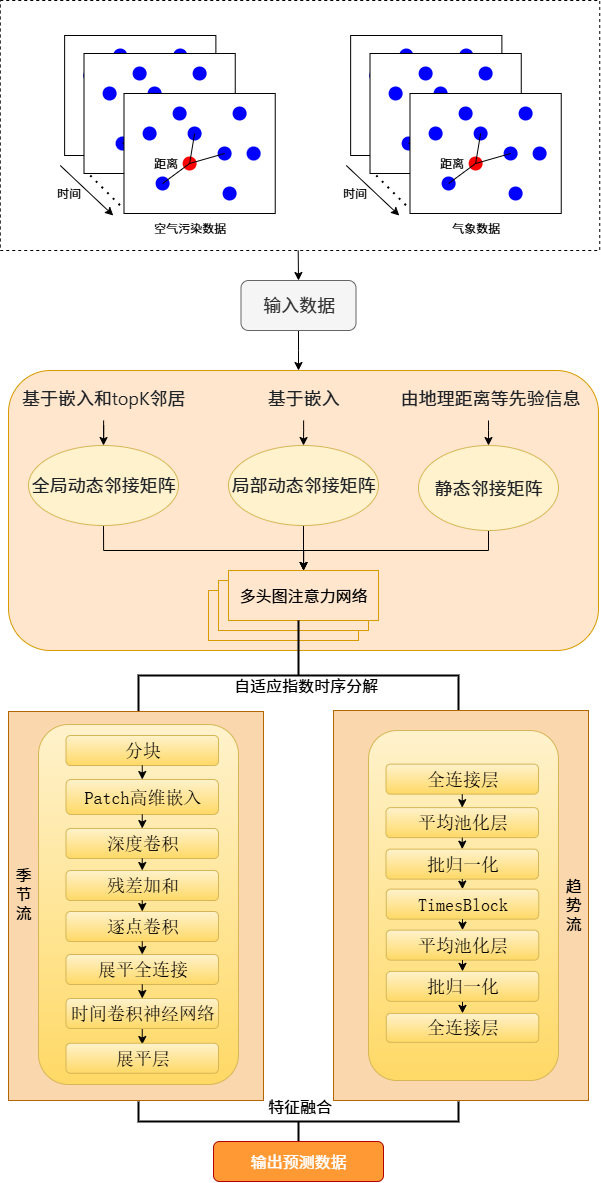 距离
距离
时间
时间
空气污染数据
气象数据
输入数据
基于嵌入和topK邻居
基于嵌入
由地理距离等先验信息
全局动态邻接矩阵
局部动态邻接矩阵
静态邻接矩阵
多头图注意力网络
自适应指数时序分解
季节流
分块
Patch高维嵌入
深度卷积
残差加和
逐点卷积
展平全连接
时间卷积神经网络
展平层
全连接层
平均池化层
批归一化
TimesBlock
平均池化层
批归一化
全连接层
趋势流
特征融合
输出预测数据